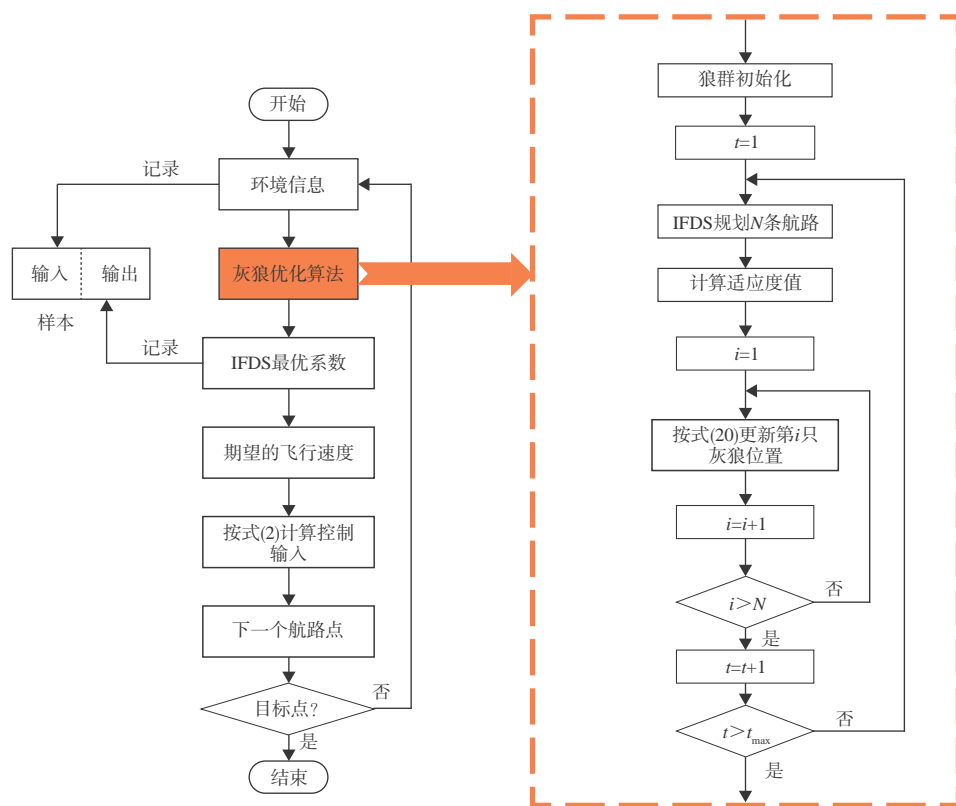 开始
记录
环境信息
输入
输出
样本
灰狼优化算法
记录
IFDS最优系数
期望的飞行速度
按式(2)计算控制
输入
下一个航路点
目标点?
否
是
结束
狼群初始化
t=1
IFDS规划N条航路
计算适应度值
i=1
按式(20)更新第i只
灰狼位置
i=i+1
i>N
否
是
t=t+1
t>tmax
否
是